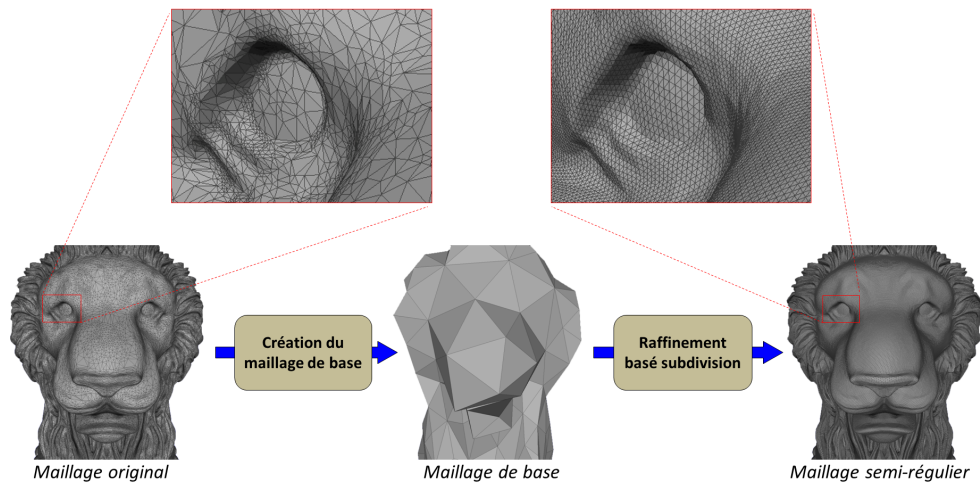 Création du
maillage de base
Raffinement
basé subdivision
Maillage original
Maillage de base
Maillage semi-régulier